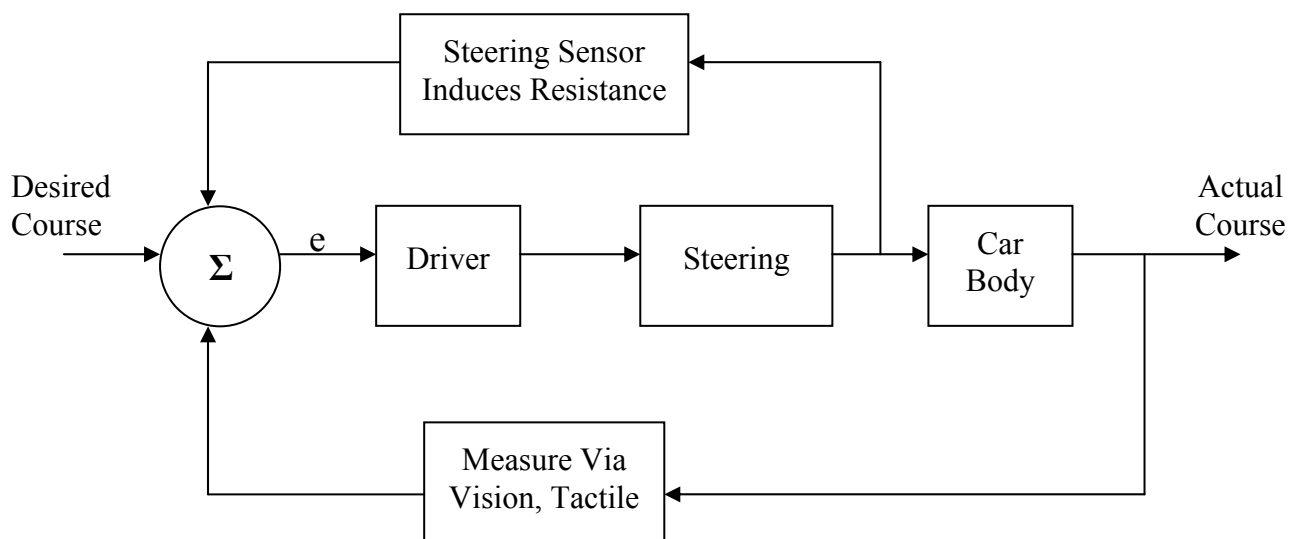 Steering Sensor
Induces Resistance
Desired
Course
Actual
Course
Σ
e
Driver
Steering
Car
Body
Measure Via
Vision, Tactile